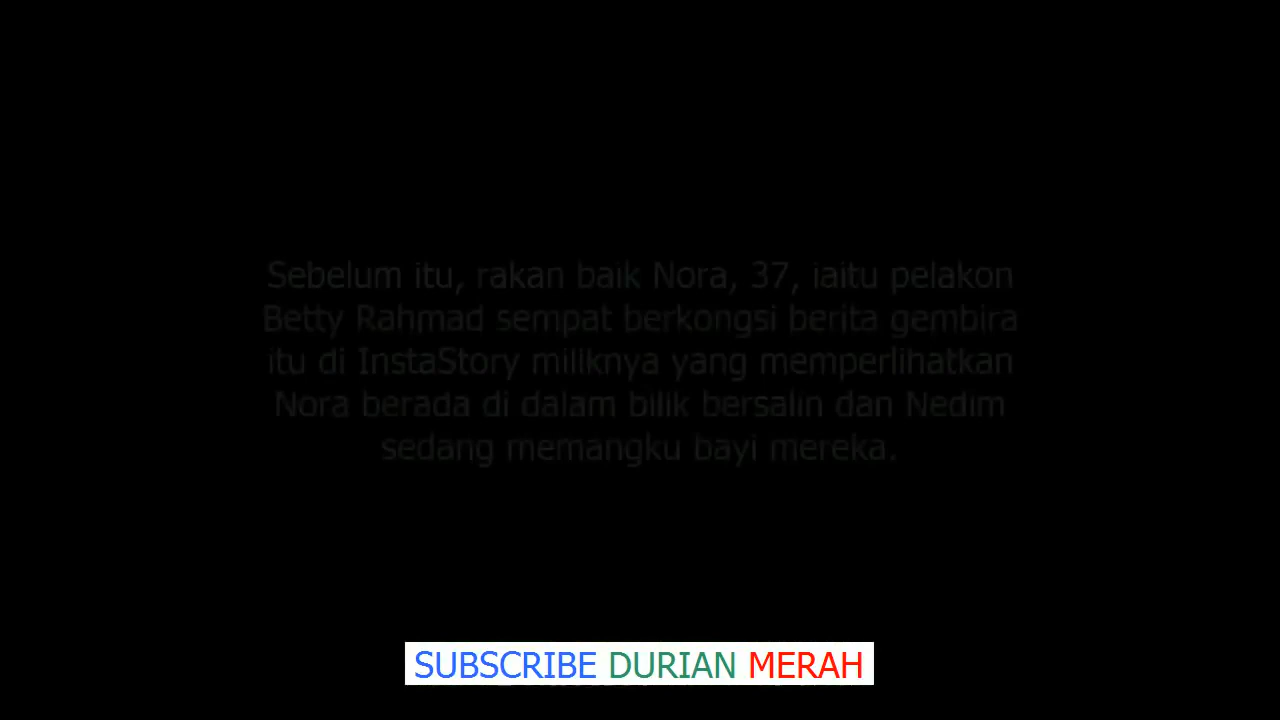 Sebelum itu, rakan baik Nora, 37, iaitu pelakon
Betty Rahmad sempat berkongsi berita gembira
itu di InstaStory miliknya yang memperlihatkan
Nora berada di dalam bilik bersalin dan Nedim
sedang memangku bayi mereka.
SUBSCRIBE DURIAN MERAH